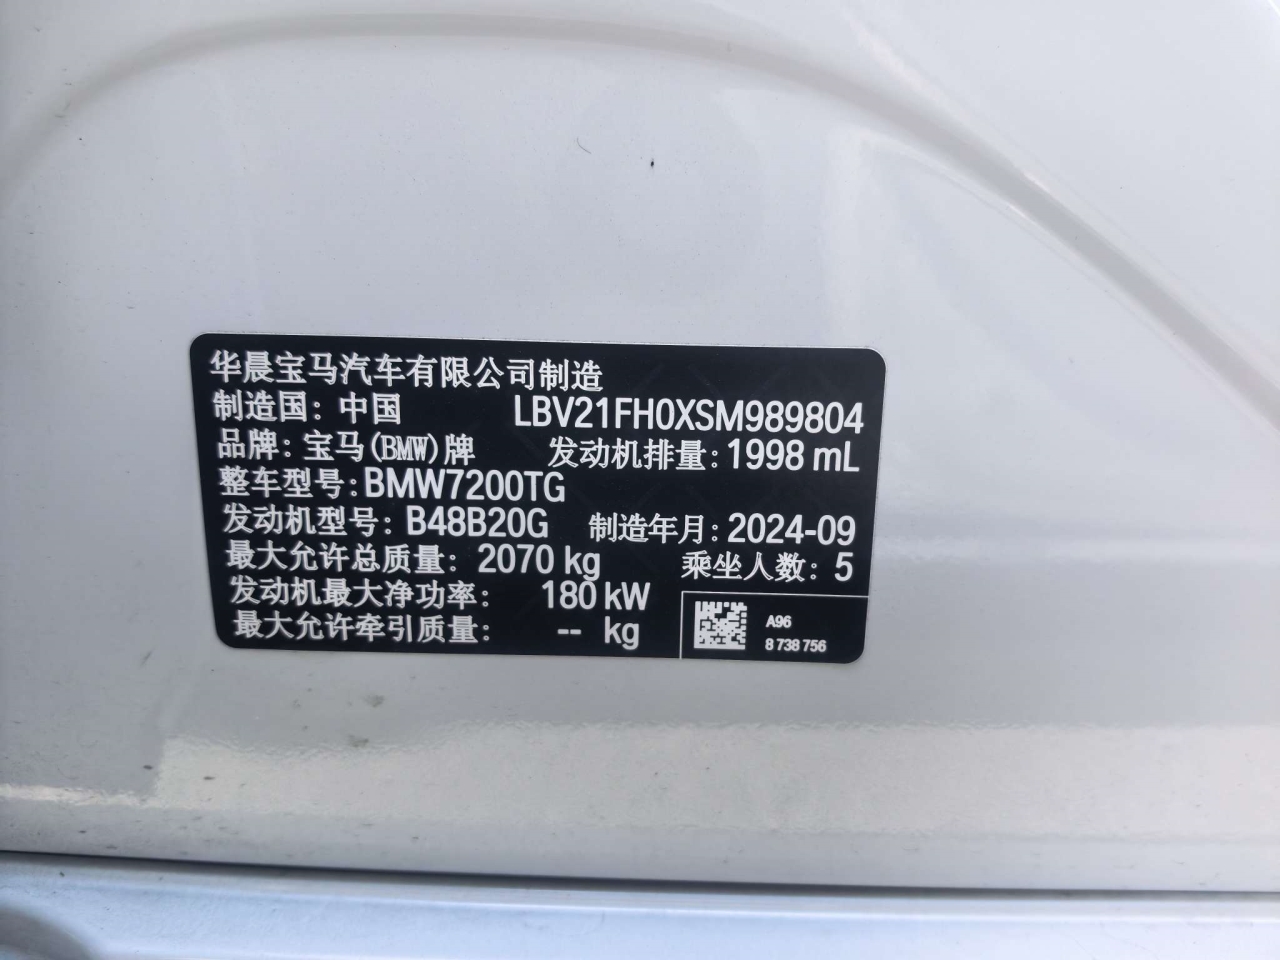 华晨宝马汽车有限公司制造
制造国: 中国 LBV21FH0XSM989804
品牌: 宝马(BMW)牌 发动机排量: 1998 mL
整车型号: BMW7200TG
发动机型号: B48B20G 制造年月: 2024-09
最大允许总质量: 2070 kg 乘坐人数: 5
发动机最大净功率: 180 kW
最大允许牵引质量: -- kg
A96
8 738 756